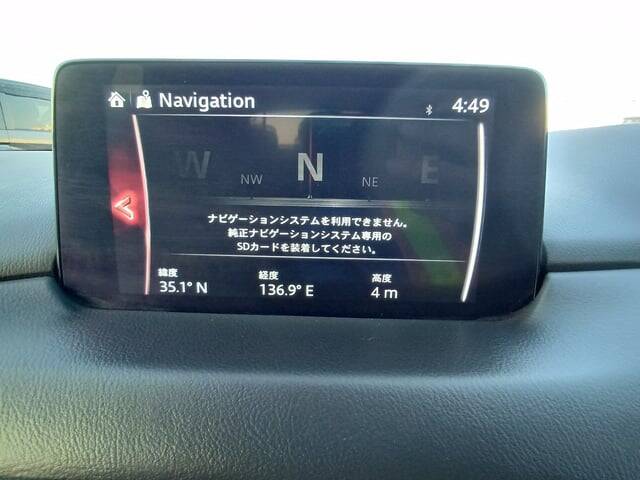 Navigation
4:49
W NW N NE E
ナビゲーションシステムを利用できません。
純正ナビゲーションシステム専用の
SDカードを装着してください。
緯度 経度 高度
35.1° N 136.9° E 4 m